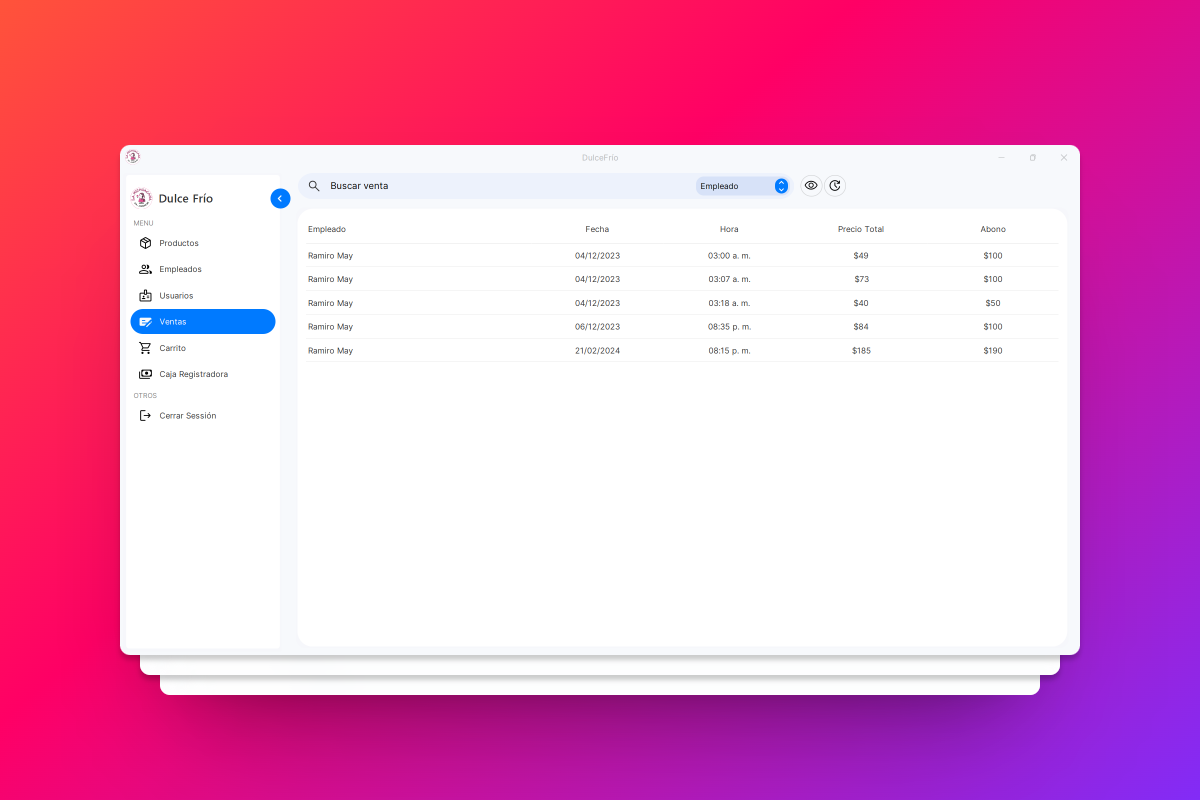 DulceFrío
Dulce Frío
MENU
Productos
Empleados
Usuarios
Ventas
Carrito
Caja Registradora
OTROS
Cerrar Sesión
Buscar venta
Empleado
Empleado Fecha Hora Precio Total Abono
Ramiro May 04/12/2023 03:00 a. m. $49 $100
Ramiro May 04/12/2023 03:07 a. m. $73 $100
Ramiro May 04/12/2023 03:18 a. m. $40 $50
Ramiro May 06/12/2023 08:35 p. m. $84 $100
Ramiro May 21/02/2024 08:15 p. m. $185 $190